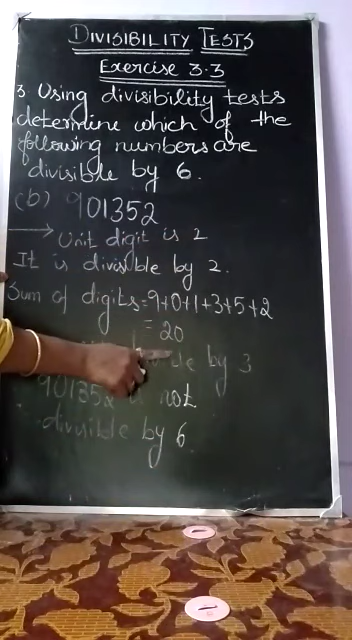 DIVISIBILITY TESTS
Exercise 3.3
3. Using divisibility tests
determine which of the
following numbers are
divisible by 6.
(b) 901352
→ Unit digit is 2
It is divisible by 2.
Sum of digits=9+0+1+3+5+2
= 20
by 3
901352 is not
divisible by 6